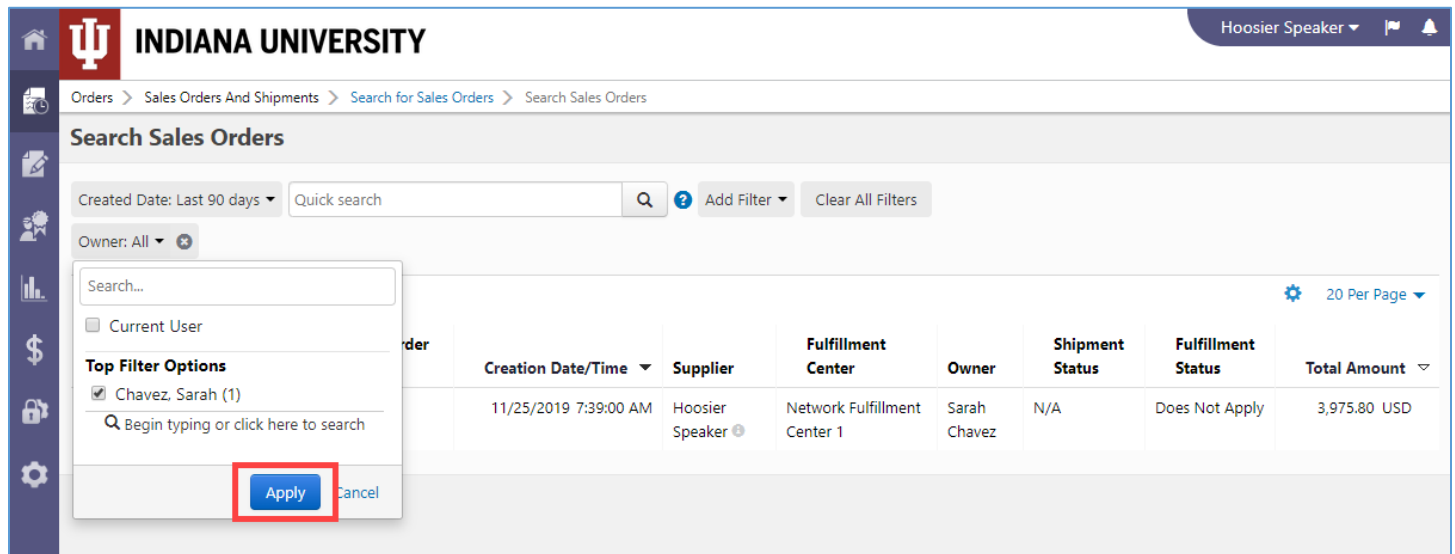 Hoosier Speaker
INDIANA UNIVERSITY
Orders > Sales Orders And Shipments > Search for Sales Orders > Search Sales Orders
Search Sales Orders
Created Date: Last 90 days
Quick search
? Add Filter
Clear All Filters
Owner: All
Search...
Current User
Top Filter Options
Chavez, Sarah (1)
Begin typing or click here to search
Apply
Cancel
20 Per Page
rder
Creation Date/Time
Supplier
Fulfillment
Center
Owner
Shipment
Status
Fulfillment
Status
Total Amount
11/25/2019 7:39:00 AM
Hoosier
Speaker
Network Fulfillment
Center 1
Sarah
Chavez
N/A
Does Not Apply
3,975.80 USD